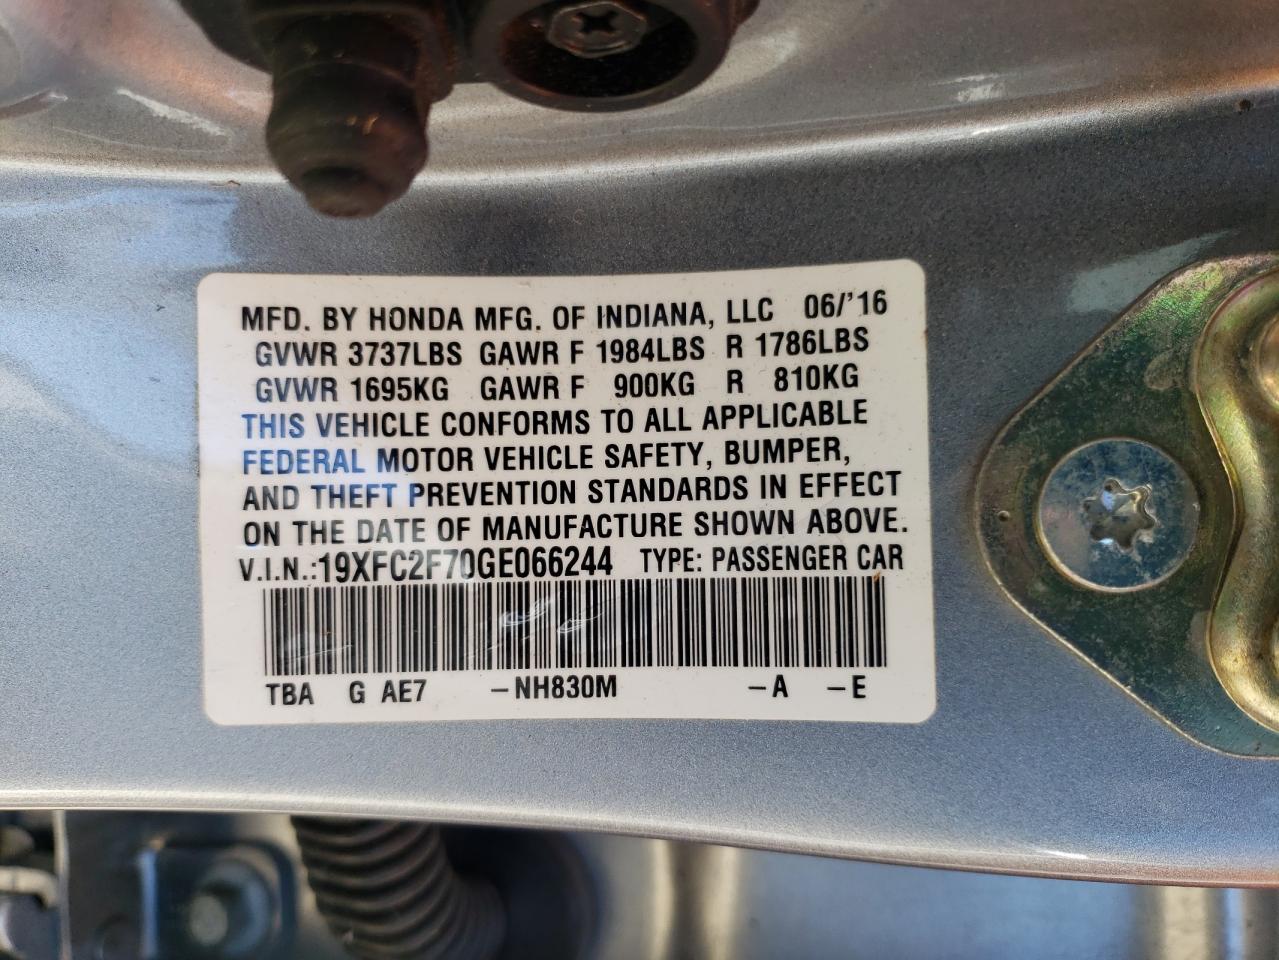 MFD. BY HONDA MFG. OF INDIANA, LLC 06/'16
GVWR 3737LBS GAWR F 1984LBS R 1786LBS
GVWR 1695KG GAWR F 900KG R 810KG
THIS VEHICLE CONFORMS TO ALL APPLICABLE
FEDERAL MOTOR VEHICLE SAFETY, BUMPER,
AND THEFT PREVENTION STANDARDS IN EFFECT
ON THE DATE OF MANUFACTURE SHOWN ABOVE.
V.I.N.:19XFC2F70GE066244 TYPE: PASSENGER CAR
TBA G AE7 –NH830M –A –E